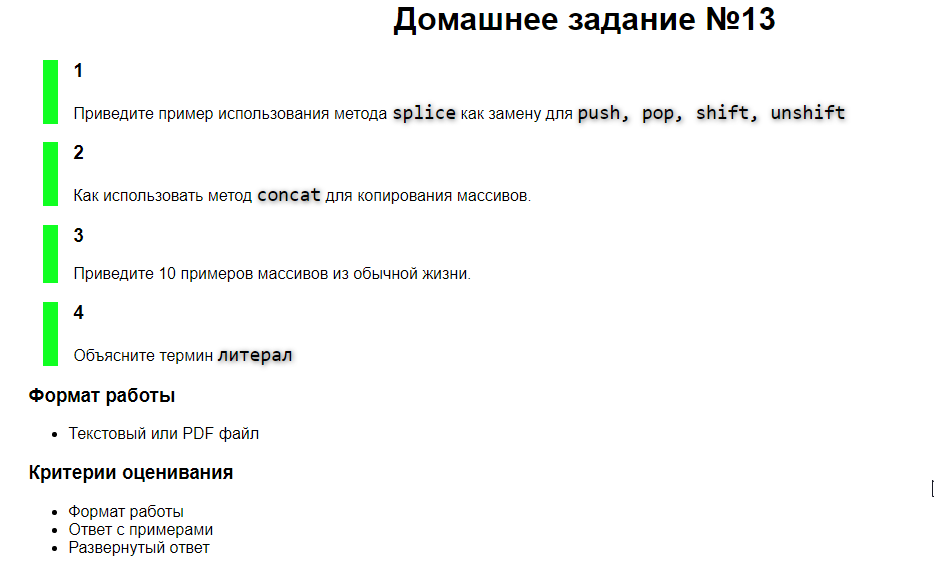 Домашнее задание №13
1
Приведите пример использования метода splice как замену для push, pop, shift, unshift
2
Как использовать метод concat для копирования массивов.
3
Приведите 10 примеров массивов из обычной жизни.
4
Объясните термин литерал
Формат работы
Текстовый или PDF файл
Критерии оценивания
Формат работы
Ответ с примерами
Развернутый ответ